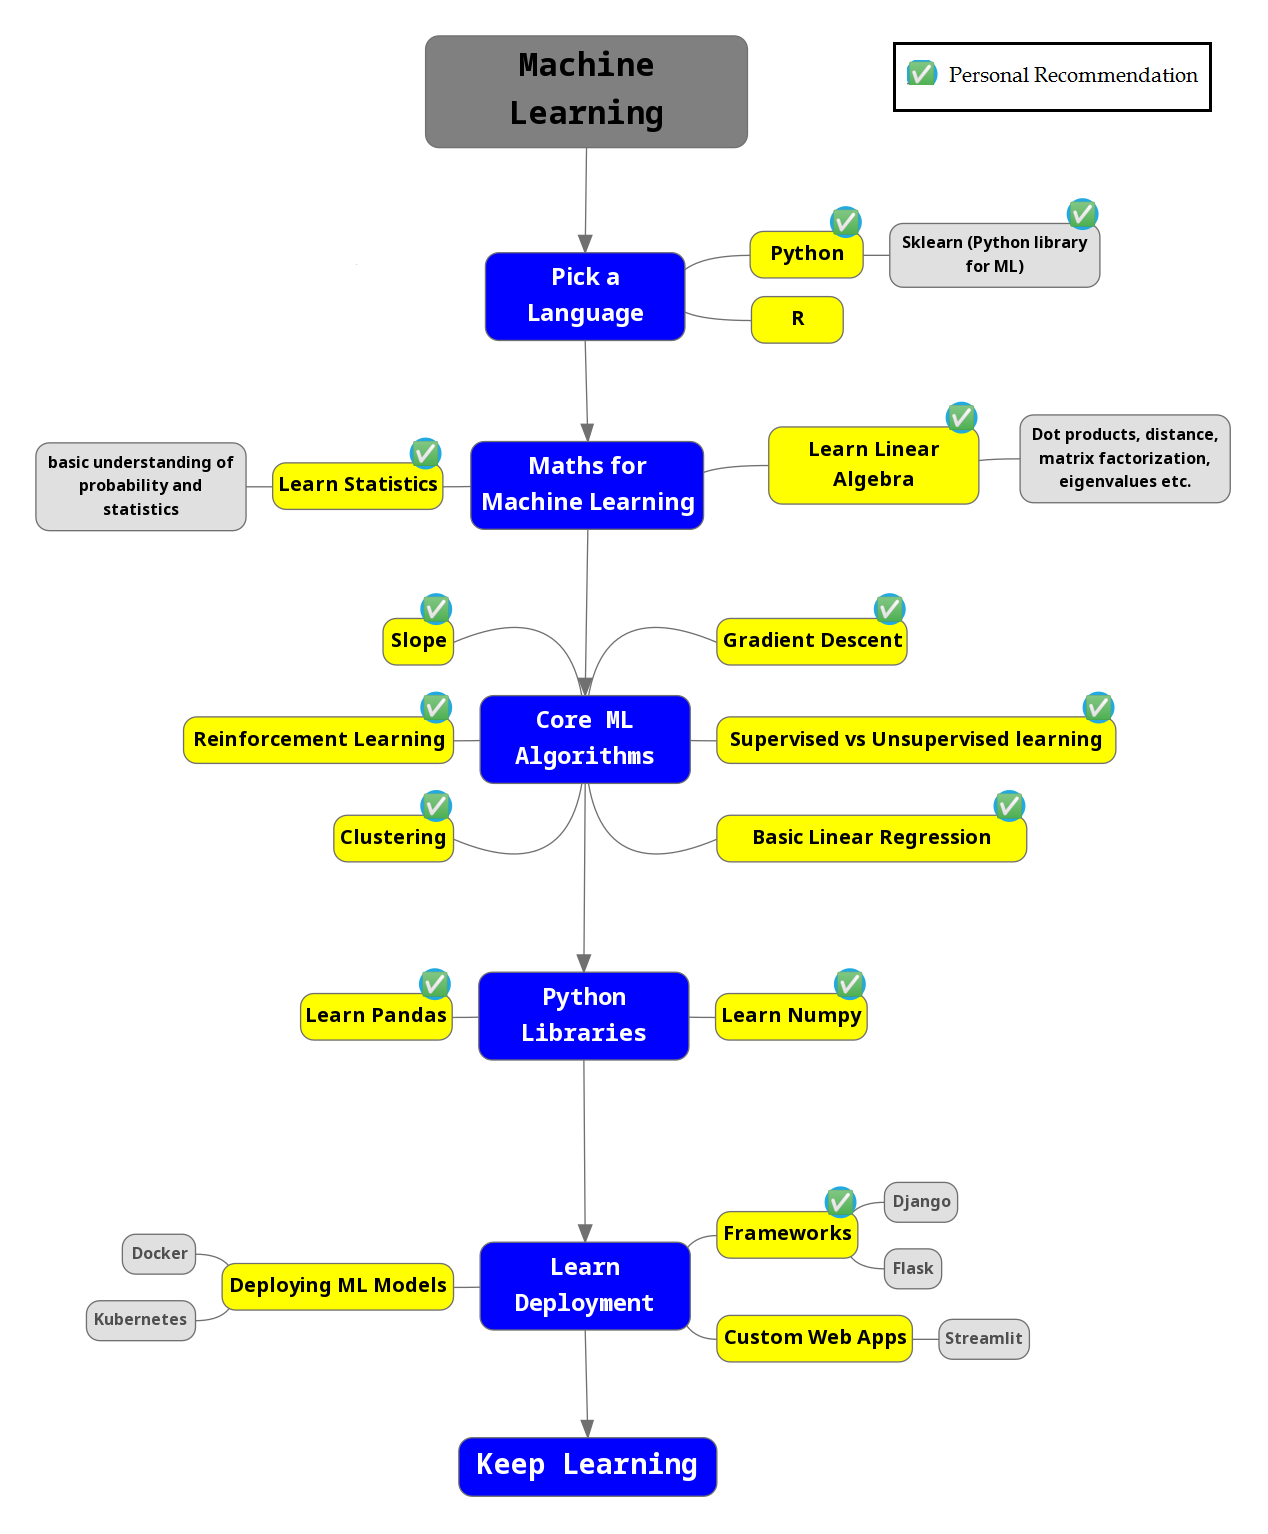 Machine
Learning
✅ Personal Recommendation
Pick a
Language
Python
Sklearn (Python library
for ML)
R
Maths for
Machine Learning
Learn Statistics
basic understanding of
probability and
statistics
Learn Linear
Algebra
Dot products, distance,
matrix factorization,
eigenvalues etc.
Slope
Gradient Descent
Core ML
Algorithms
Reinforcement Learning
Supervised vs Unsupervised learning
Clustering
Basic Linear Regression
Python
Libraries
Learn Pandas
Learn Numpy
Learn
Deployment
Frameworks
Django
Flask
Docker
Deploying ML Models
Kubernetes
Custom Web Apps
Streamlit
Keep Learning